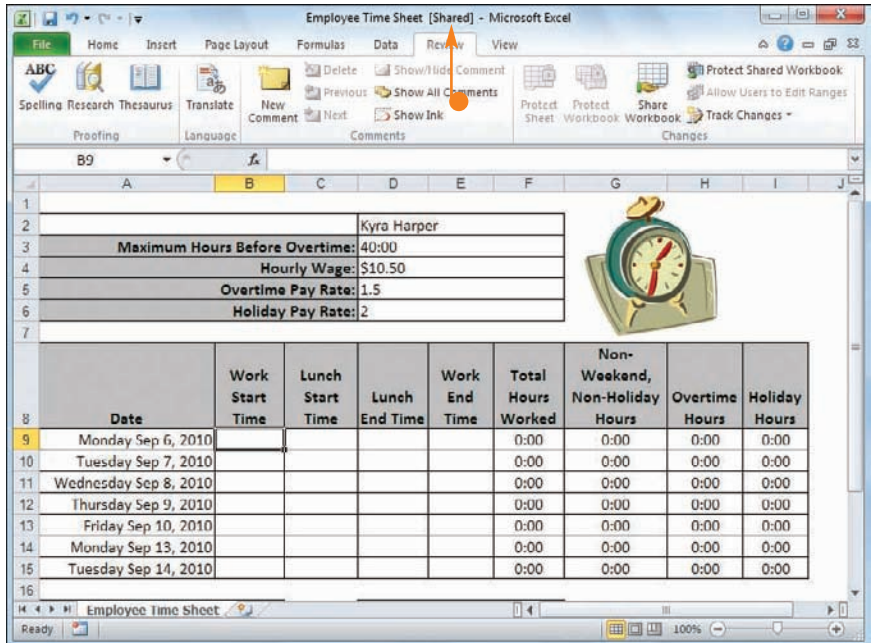 Employee Time Sheet [Shared] - Microsoft Excel
File Home Insert Page Layout Formulas Data Review View
ABC
Spelling Research Thesaurus
Proofing
Translate
Language
New Comment
Delete
Previous
Next
Show/Hide Comment
Show All Comments
Show Ink
Comments
Protect Sheet
Protect Workbook
Share Workbook
Protect Shared Workbook
Allow Users to Edit Ranges
Track Changes
Changes
B9 fx
A B C D E F G H I J
1
2 Kyra Harper
3 Maximum Hours Before Overtime: 40:00
4 Hourly Wage: $10.50
5 Overtime Pay Rate: 1.5
6 Holiday Pay Rate: 2
7
8 Date Work Start Time Lunch Start Time Lunch End Time Work End Time Total Hours Worked Non-Weekend, Non-Holiday Hours Overtime Hours Holiday Hours
9 Monday Sep 6, 2010 0:00 0:00 0:00 0:00
10 Tuesday Sep 7, 2010 0:00 0:00 0:00 0:00
11 Wednesday Sep 8, 2010 0:00 0:00 0:00 0:00
12 Thursday Sep 9, 2010 0:00 0:00 0:00 0:00
13 Friday Sep 10, 2010 0:00 0:00 0:00 0:00
14 Monday Sep 13, 2010 0:00 0:00 0:00 0:00
15 Tuesday Sep 14, 2010 0:00 0:00 0:00 0:00
16
Employee Time Sheet
Ready 100%